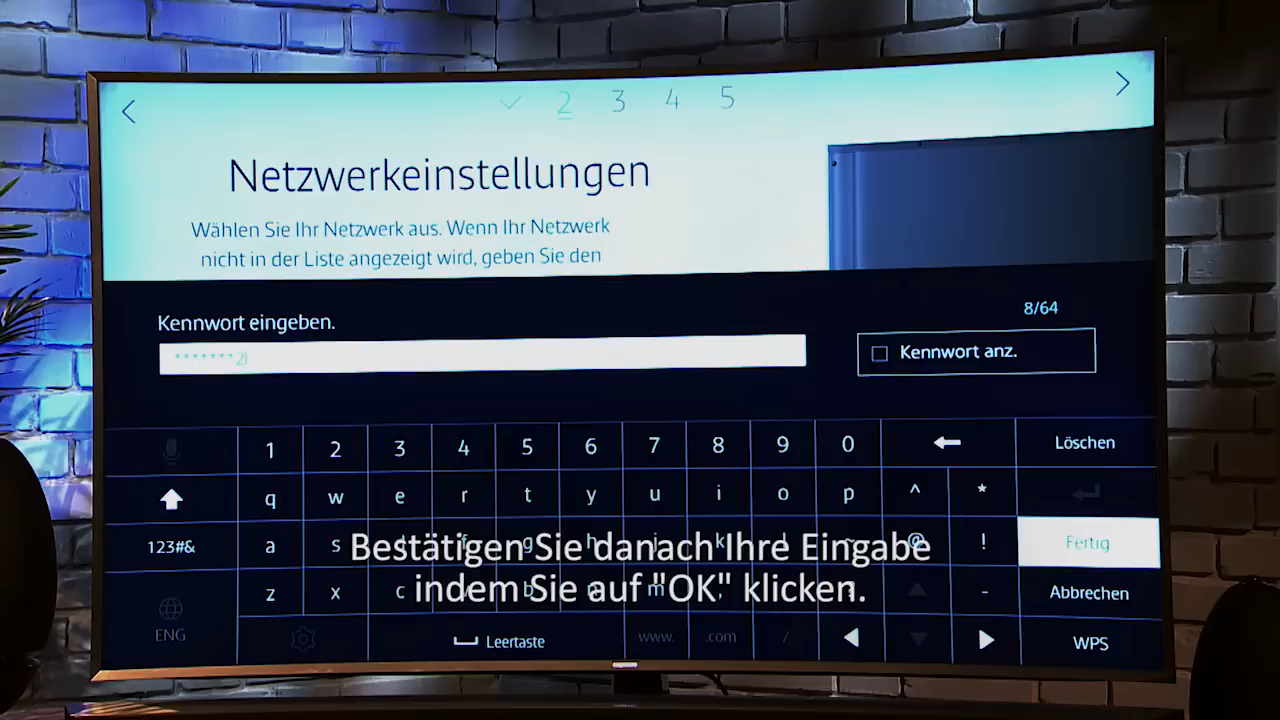 2 3 4 5
Netzwerkeinstellungen
Wählen Sie Ihr Netzwerk aus. Wenn Ihr Netzwerk
nicht in der Liste angezeigt wird, geben Sie den
8/64
Kennwort eingeben.
*******2
Kennwort anz.
1 2 3 4 5 6 7 8 9 0 Löschen
q w e r t y u i o p ^ *
123#& a s d f g h j k l ~ @ ! Fertig
Bestätigen Sie danach Ihre Eingabe
indem Sie auf "OK" klicken.
z x c v b m - Abbrechen
ENG Leertaste www. .com / WPS